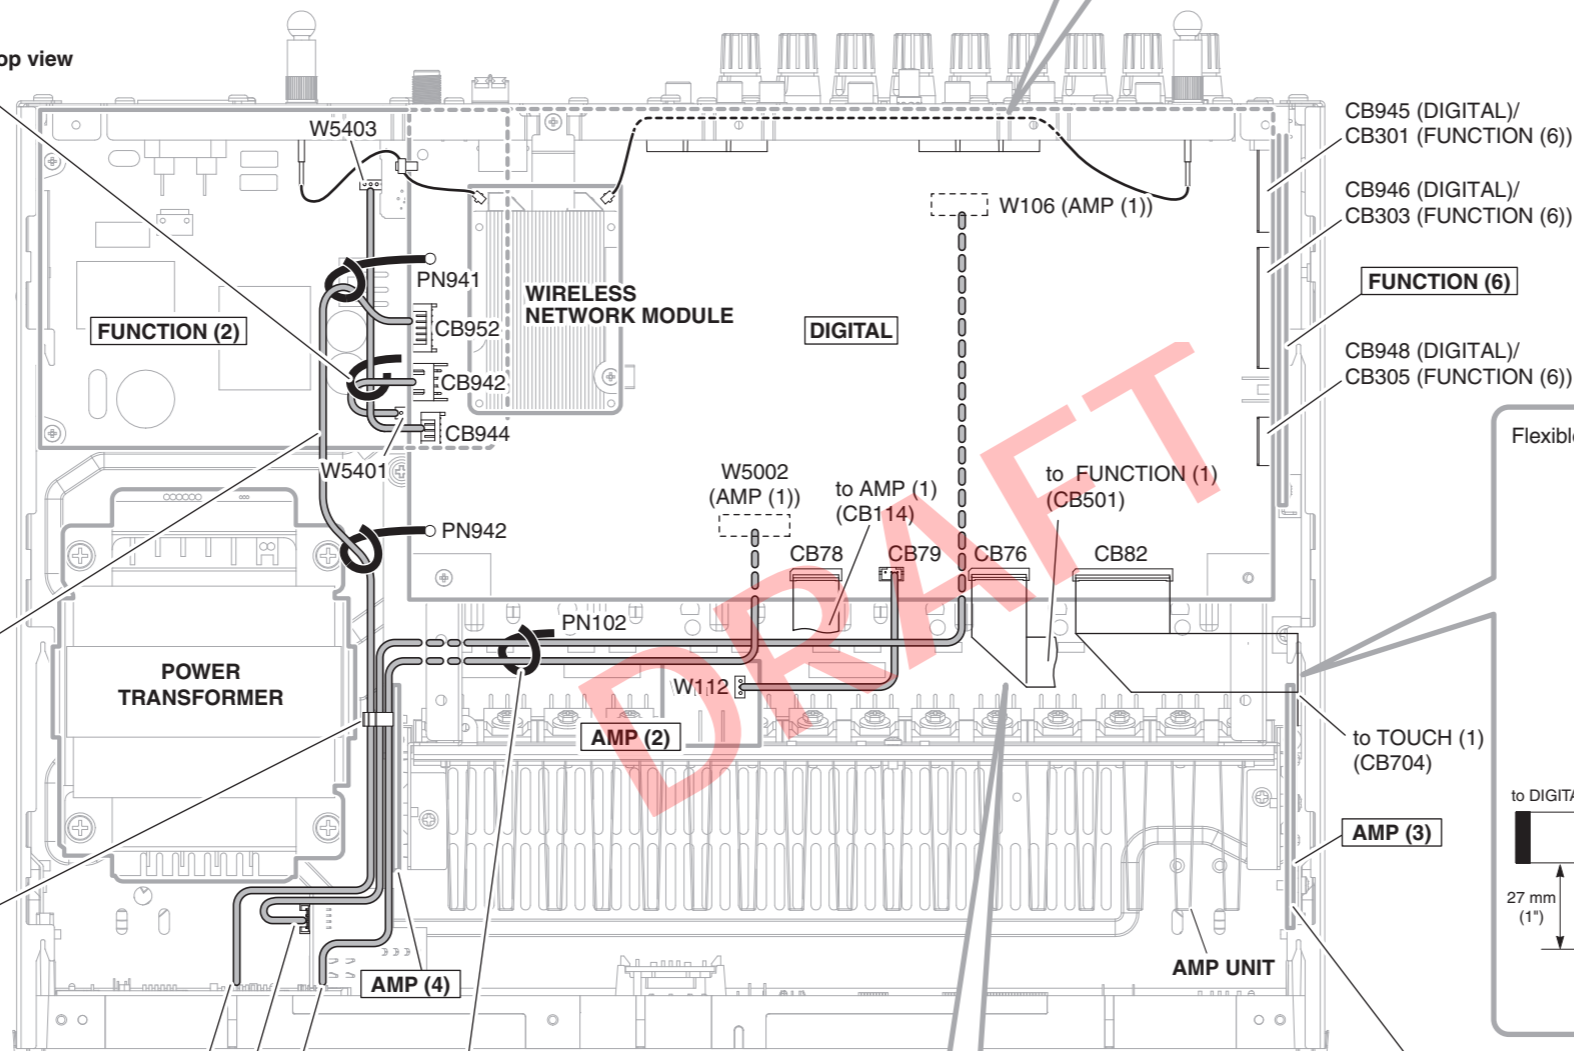 op view
W5403
CB945 (DIGITAL)/
CB301 (FUNCTION (6))
CB946 (DIGITAL)/
CB303 (FUNCTION (6))
W106 (AMP (1))
PN941
WIRELESS
NETWORK MODULE
FUNCTION (6)
FUNCTION (2)
CB952
DIGITAL
CB948 (DIGITAL)/
CB305 (FUNCTION (6))
CB942
CB944
Flexible
W5401
W5002
(AMP (1))
to AMP (1)
(CB114)
to FUNCTION (1)
(CB501)
PN942
CB78
CB79
CB76
CB82
DRAFT
PN102
POWER
TRANSFORMER
W112
AMP (2)
to TOUCH (1)
(CB704)
to DIGITA
AMP (3)
27 mm
(1")
AMP (4)
AMP UNIT